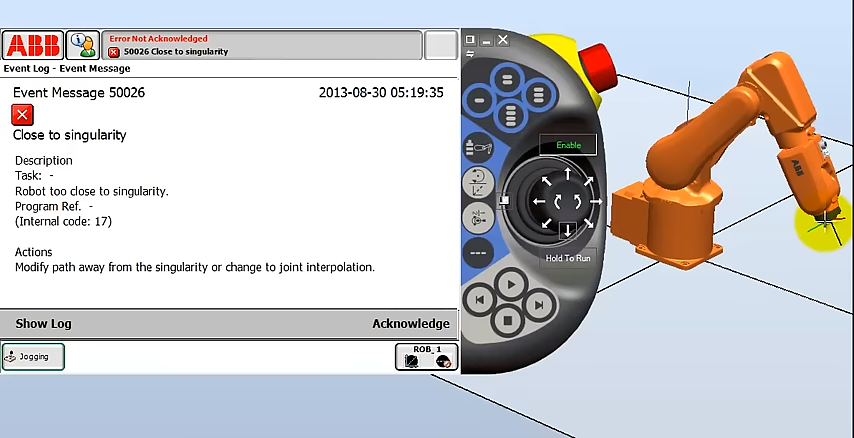 ABB
Error Not Acknowledged
50026 Close to singularity
Event Log - Event Message
Event Message 50026
2013-08-30 05:19:35
Close to singularity
Description
Task: -
Robot too close to singularity.
Program Ref. -
(Internal code: 17)
Actions
Modify path away from the singularity or change to joint interpolation.
Show Log
Acknowledge
Jogging
ROB_1
Enable
Hold To Run
ABB